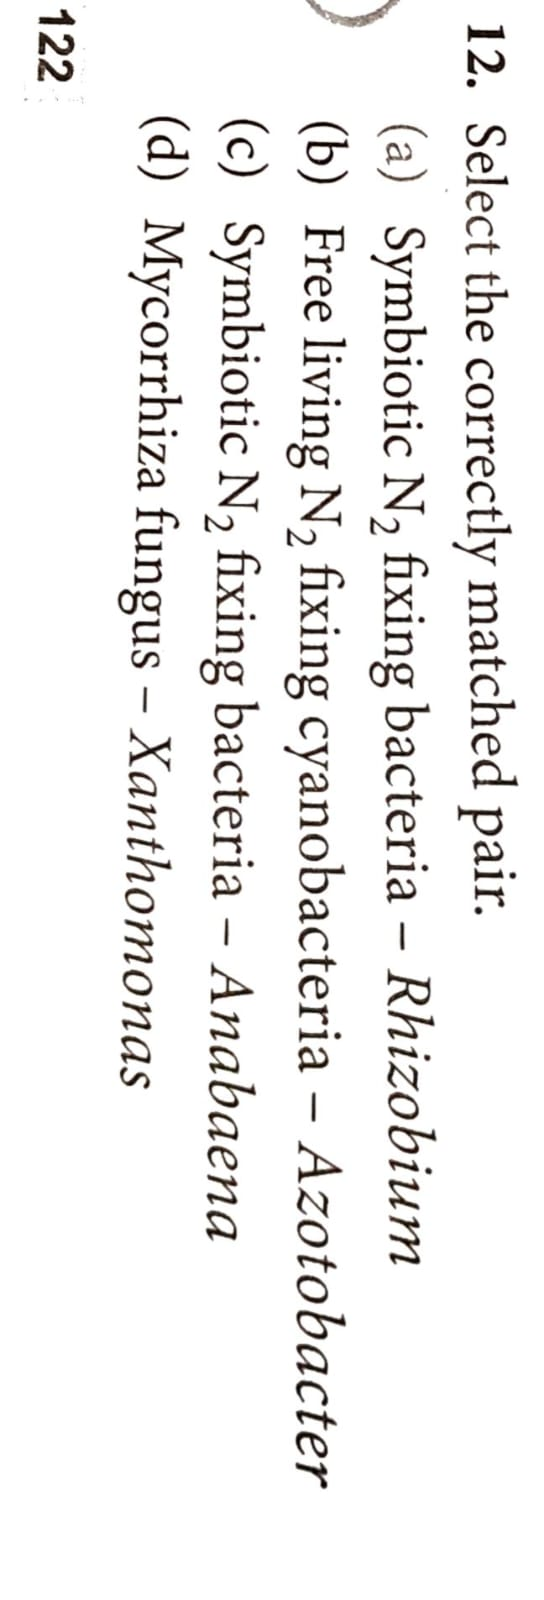 12. Select the correctly matched pair.
(a) Symbiotic N₂ fixing bacteria – Rhizobium
(b) Free living N₂ fixing cyanobacteria – Azotobacter
(c) Symbiotic N₂ fixing bacteria – Anabaena
(d) Mycorrhiza fungus – Xanthomonas
122